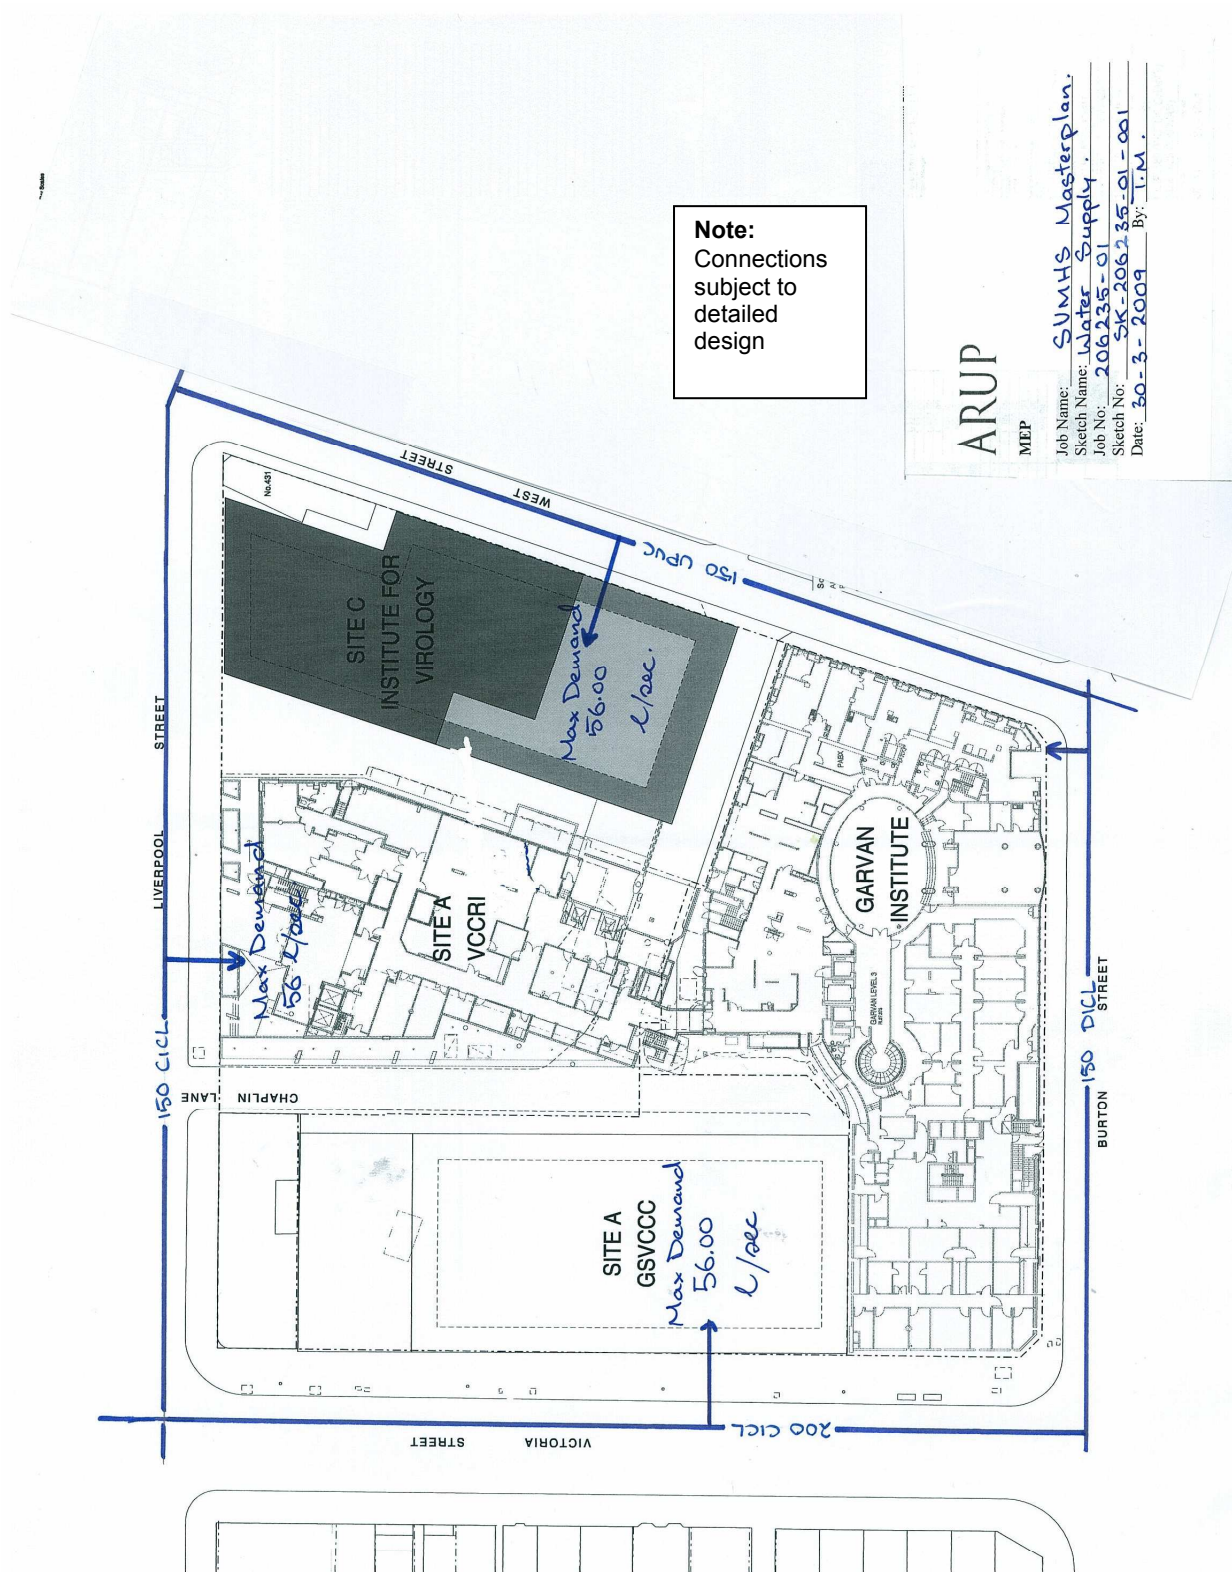 Note:
Connections
subject to
detailed
design
ARUP
MEP
Job Name: SVMHS Masterplan.
Sketch Name: Water Supply.
Job No: 206235-01
Sketch No: SK-206235-01-001
Date: 30-3-2009 By: T.M.
No.431
WEST STREET
150 UPVC
SITE C
INSTITUTE FOR
VIROLOGY
Max Demand
56.00
l/sec.
LIVERPOOL STREET
150 CICL
Max Demand
56 l/sec
SITE A
VCCRI
PABX
GARVAN
INSTITUTE
GARVAN LEVEL 3
CHAPLIN LANE
BURTON STREET
150 DICL
SITE A
GSVCCC
Max Demand
56.00
l/sec
VICTORIA STREET
200 CICL